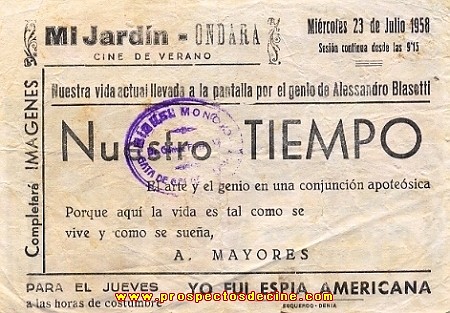 Mi Jardín - ONDARA
CINE DE VERANO
Miércoles 23 de Julio 1958
Sesión continua desde las 9'15
Completará IMAGENES
Nuestra vida actual llevada a la pantalla por el genio de Alessandro Blasetti
Nuestro TIEMPO
El arte y el genio en una conjunción apoteósica
Porque aquí la vida es tal como se
vive y como se sueña,
A. MAYORES
PARA EL JUEVES
a las horas de costumbre
YO FUI ESPIA AMERICANA
www.prospectosdecine.com
ESQUERDO-DENIA